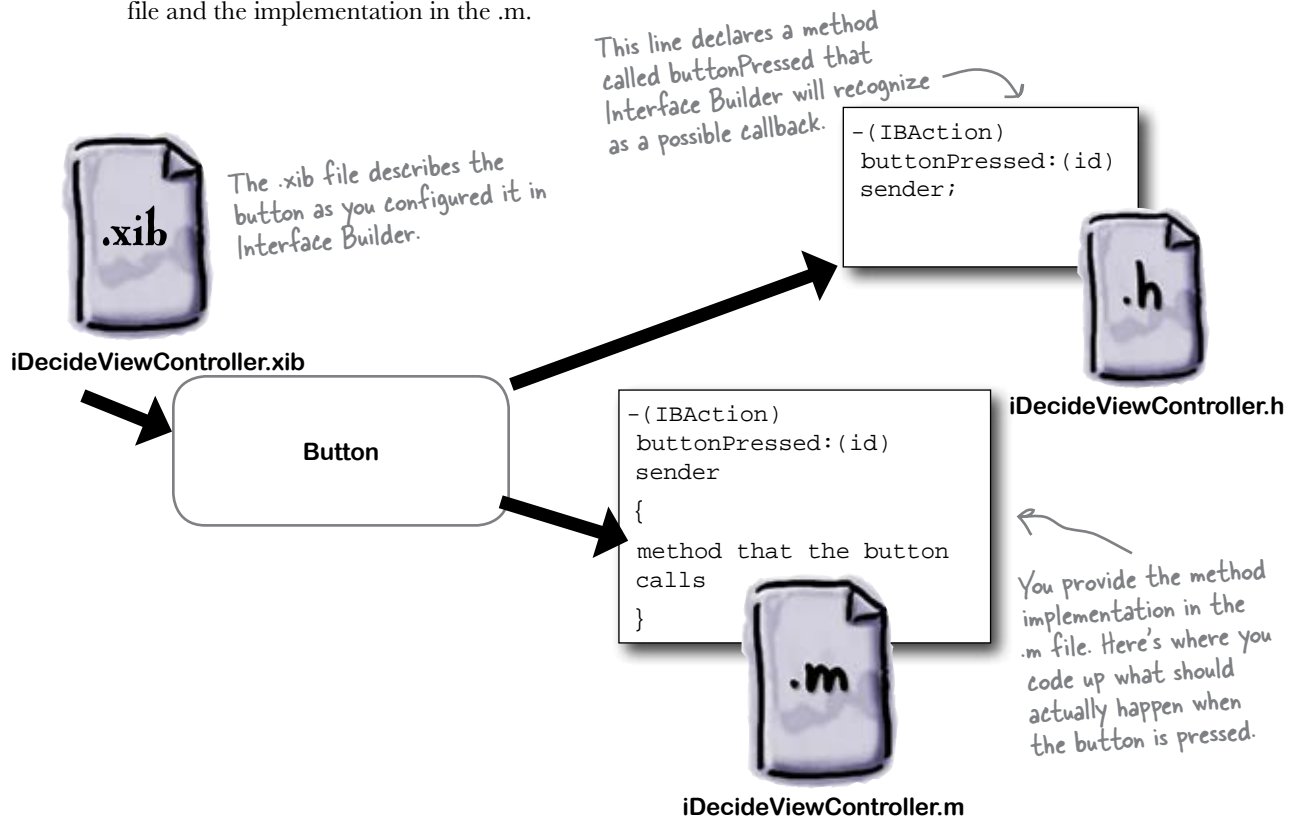 file and the implementation in the .m.
This line declares a method
called buttonPressed that
Interface Builder will recognize
as a possible callback.
-(IBAction)
buttonPressed:(id)
sender;
.h
iDecideViewController.h
.xib
The .xib file describes the
button as you configured it in
Interface Builder.
iDecideViewController.xib
Button
-(IBAction)
buttonPressed:(id)
sender
{
method that the button
calls
}
.m
iDecideViewController.m
You provide the method
implementation in the
.m file. Here's where you
code up what should
actually happen when
the button is pressed.